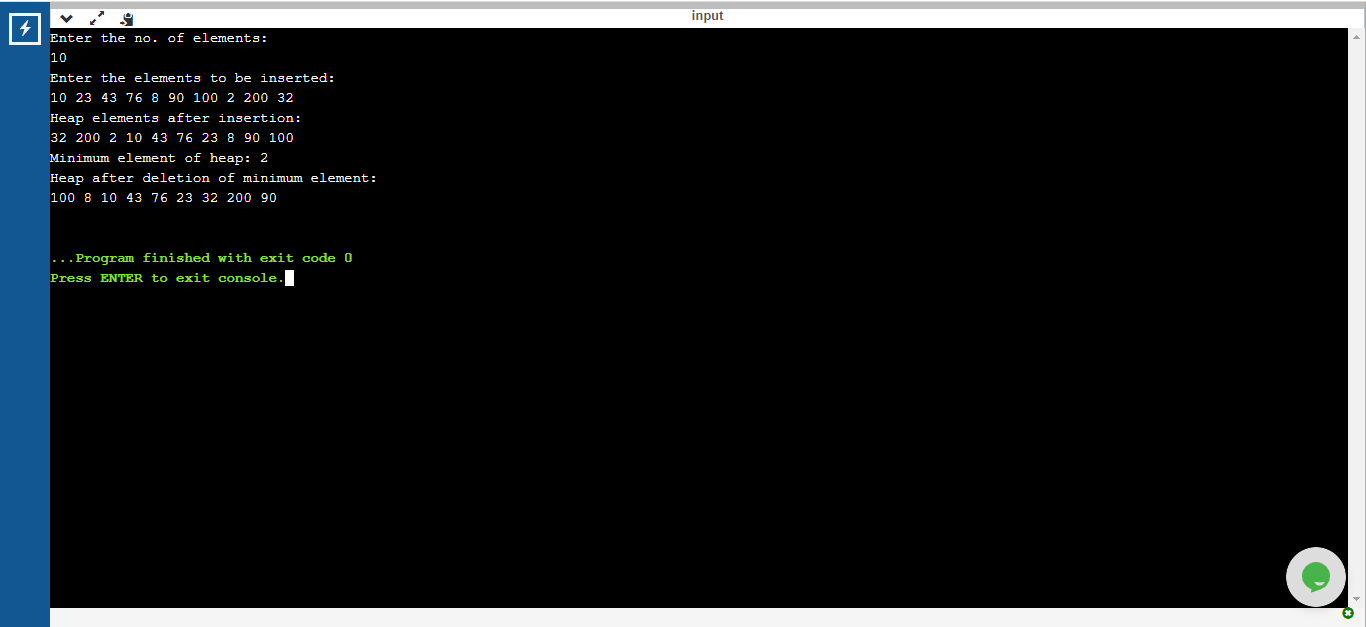 input
Enter the no. of elements:
10
Enter the elements to be inserted:
10 23 43 76 8 90 100 2 200 32
Heap elements after insertion:
32 200 2 10 43 76 23 8 90 100
Minimum element of heap: 2
Heap after deletion of minimum element:
100 8 10 43 76 23 32 200 90
...Program finished with exit code 0
Press ENTER to exit console.